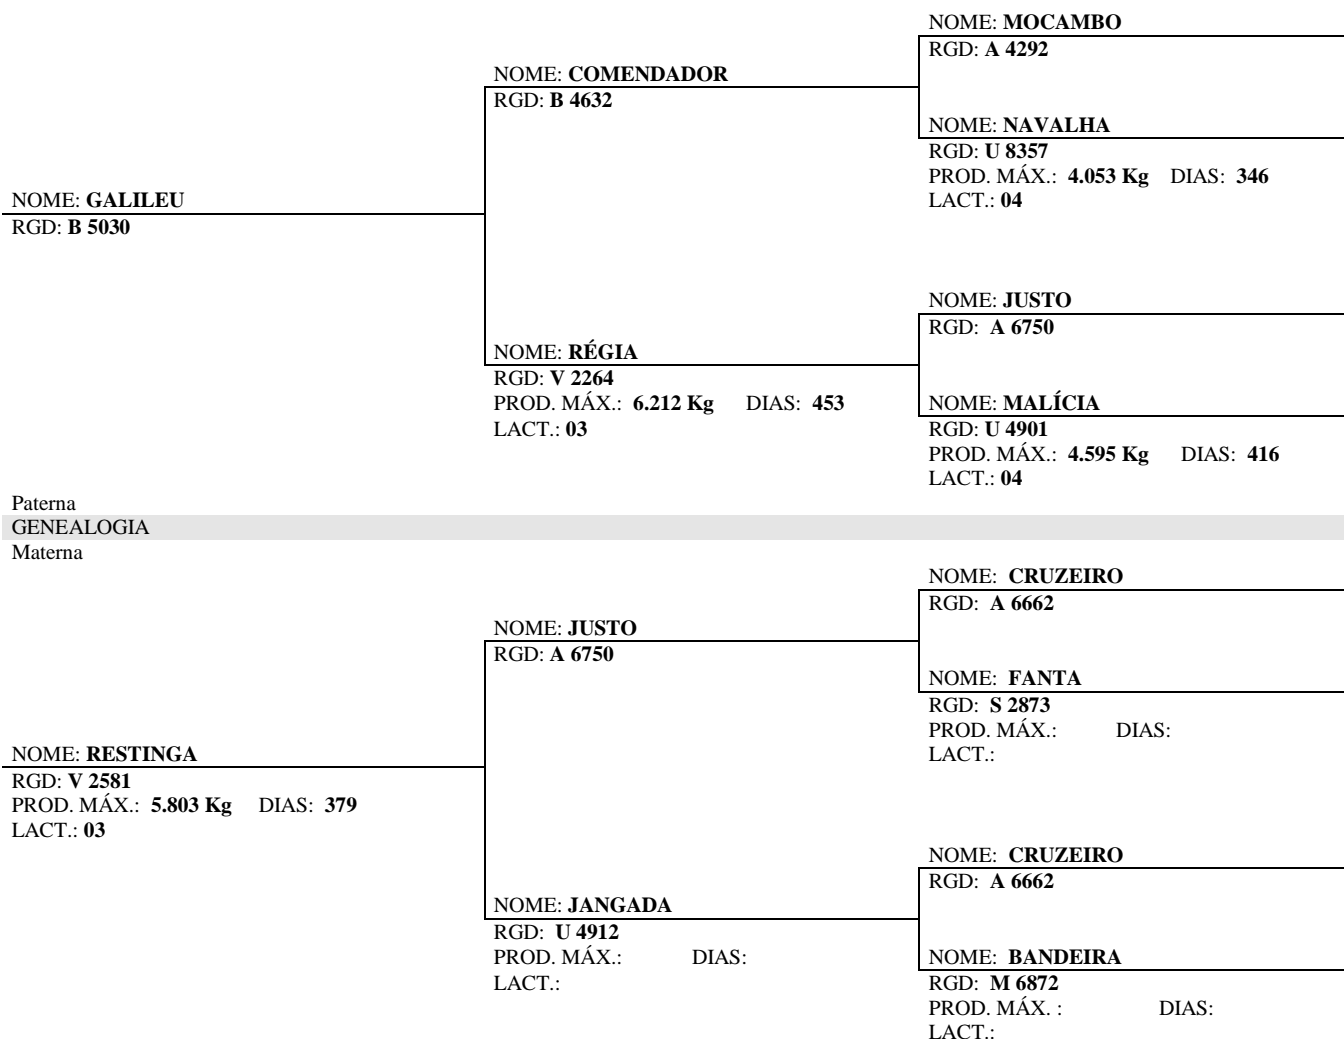 NOME: MOCAMBO
RGD: A 4292
NOME: COMENDADOR
RGD: B 4632
NOME: NAVALHA
RGD: U 8357
PROD. MÁX.: 4.053 Kg DIAS: 346
LACT.: 04
NOME: GALILEU
RGD: B 5030
NOME: JUSTO
RGD: A 6750
NOME: RÉGIA
RGD: V 2264
PROD. MÁX.: 6.212 Kg DIAS: 453
LACT.: 03
NOME: MALÍCIA
RGD: U 4901
PROD. MÁX.: 4.595 Kg DIAS: 416
LACT.: 04
Paterna
GENEALOGIA
Materna
NOME: CRUZEIRO
RGD: A 6662
NOME: JUSTO
RGD: A 6750
NOME: FANTA
RGD: S 2873
PROD. MÁX.: DIAS:
LACT.:
NOME: RESTINGA
RGD: V 2581
PROD. MÁX.: 5.803 Kg DIAS: 379
LACT.: 03
NOME: CRUZEIRO
RGD: A 6662
NOME: JANGADA
RGD: U 4912
PROD. MÁX.: DIAS:
LACT.:
NOME: BANDEIRA
RGD: M 6872
PROD. MÁX. : DIAS:
LACT.: